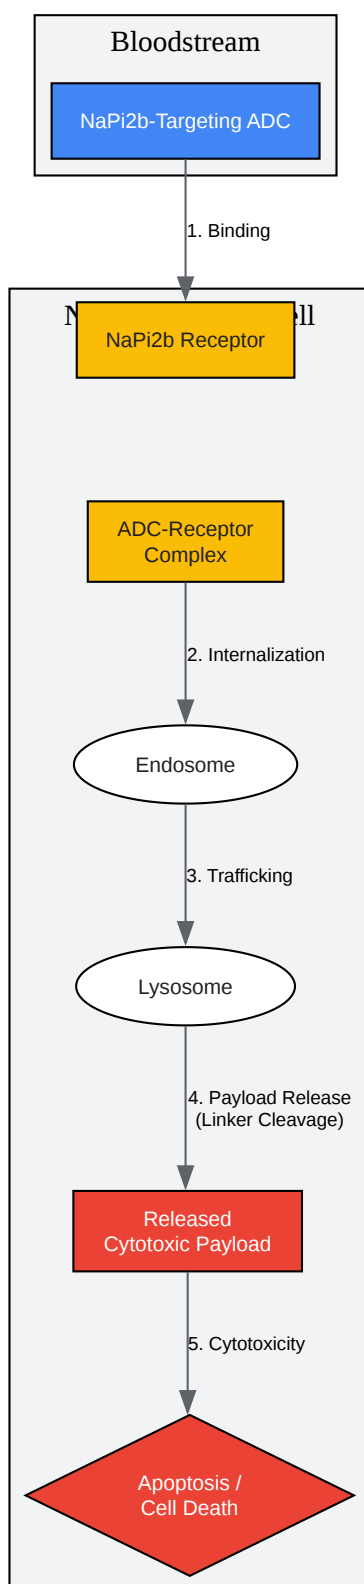 Bloodstream
NaPi2b-Targeting ADC
1. Binding
NaPi2b Receptor
ADC-Receptor
Complex
2. Internalization
Endosome
3. Trafficking
Lysosome
4. Payload Release
(Linker Cleavage)
Released
Cytotoxic Payload
5. Cytotoxicity
Apoptosis /
Cell Death